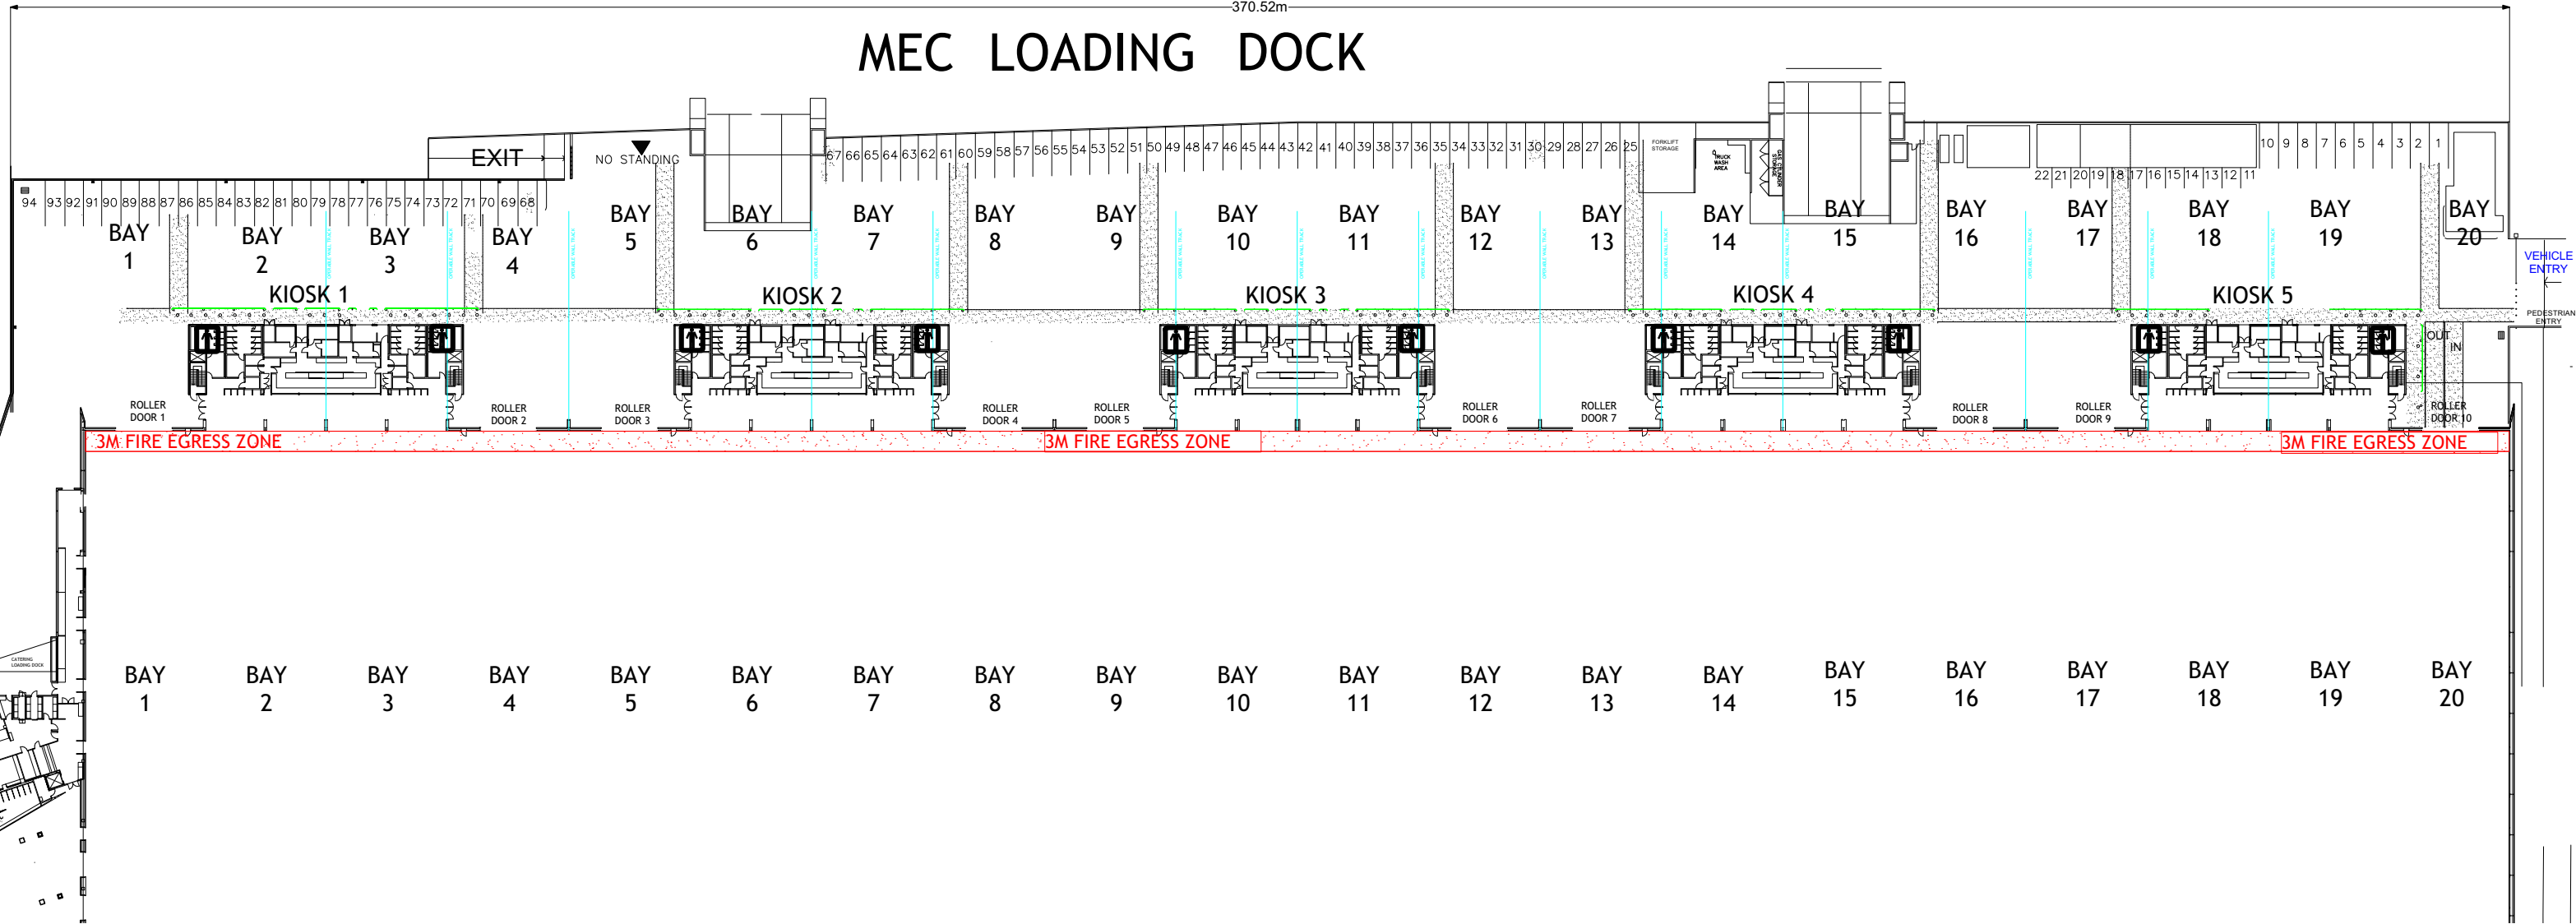 370.52m
MEC LOADING DOCK
EXIT
NO STANDING
67 66 65 64 63 62 61 60 59 58 57 56 55 54 53 52 51 50 49 48 47 46 45 44 43 42 41 40 39 38 37 36 35 34 33 32 31 30 29 28 27 26 25
FORKLIFT
STORAGE
TRUCK
WASH
AREA
GAS CYLINDER
STORAGE
10 9 8 7 6 5 4 3 2 1
22 21 20 19 18 17 16 15 14 13 12 11
94 93 92 91 90 89 88 87 86 85 84 83 82 81 80 79 78 77 76 75 74 73 72 71 70 69 68
BAY
1
BAY
2
BAY
3
BAY
4
BAY
5
BAY
6
BAY
7
BAY
8
BAY
9
BAY
10
BAY
11
BAY
12
BAY
13
BAY
14
BAY
15
BAY
16
BAY
17
BAY
18
BAY
19
BAY
20
VEHICLE
ENTRY
PEDESTRIAN
ENTRY
KIOSK 1
KIOSK 2
KIOSK 3
KIOSK 4
KIOSK 5
OUT
IN
ROLLER
DOOR 1
ROLLER
DOOR 2
ROLLER
DOOR 3
ROLLER
DOOR 4
ROLLER
DOOR 5
ROLLER
DOOR 6
ROLLER
DOOR 7
ROLLER
DOOR 8
ROLLER
DOOR 9
ROLLER
DOOR 10
3M FIRE EGRESS ZONE
3M FIRE EGRESS ZONE
3M FIRE EGRESS ZONE
CATERING
LOADING DOCK
BAY
1
BAY
2
BAY
3
BAY
4
BAY
5
BAY
6
BAY
7
BAY
8
BAY
9
BAY
10
BAY
11
BAY
12
BAY
13
BAY
14
BAY
15
BAY
16
BAY
17
BAY
18
BAY
19
BAY
20